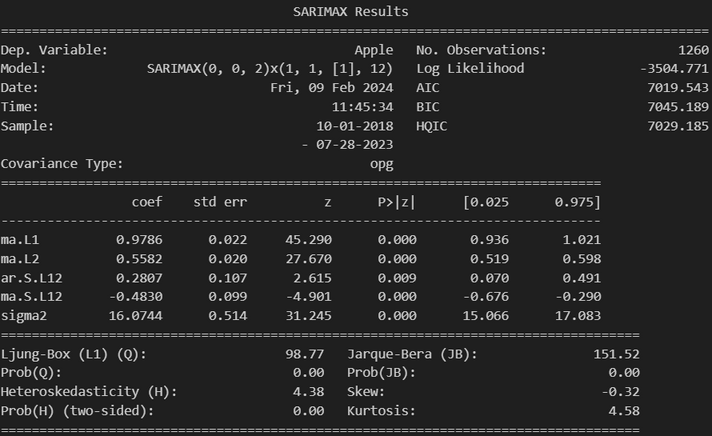 SARIMAX Results
==========================================================================================
Dep. Variable: Apple No. Observations: 1260
Model: SARIMAX(0, 0, 2)x(1, 1, [1], 12) Log Likelihood -3504.771
Date: Fri, 09 Feb 2024 AIC 7019.543
Time: 11:45:34 BIC 7045.189
Sample: 10-01-2018 HQIC 7029.185
- 07-28-2023
Covariance Type: opg
==============================================================================
coef std err z P>|z| [0.025 0.975]
------------------------------------------------------------------------------
ma.L1 0.9786 0.022 45.290 0.000 0.936 1.021
ma.L2 0.5582 0.020 27.670 0.000 0.519 0.598
ar.S.L12 0.2807 0.107 2.615 0.009 0.070 0.491
ma.S.L12 -0.4830 0.099 -4.901 0.000 -0.676 -0.290
sigma2 16.0744 0.514 31.245 0.000 15.066 17.083
===================================================================================
Ljung-Box (L1) (Q): 98.77 Jarque-Bera (JB): 151.52
Prob(Q): 0.00 Prob(JB): 0.00
Heteroskedasticity (H): 4.38 Skew: -0.32
Prob(H) (two-sided): 0.00 Kurtosis: 4.58
===================================================================================